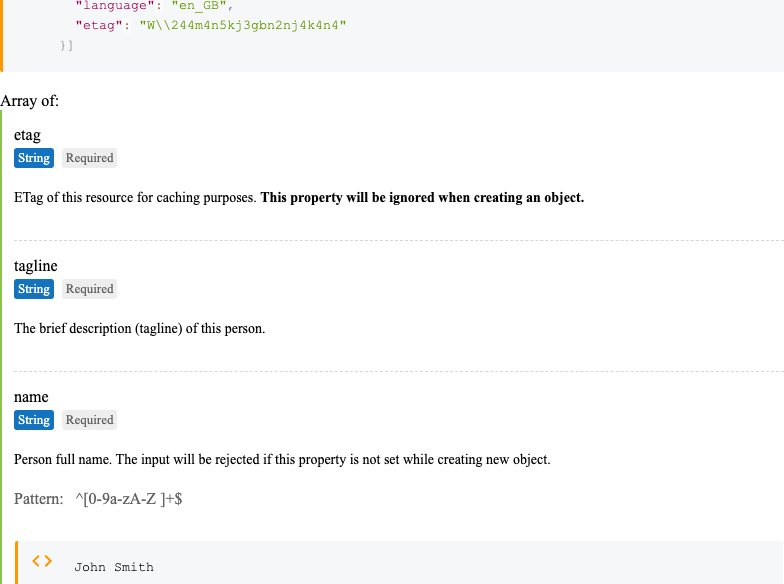 "language": "en_GB",
"etag": "W\\244m4n5kj3gbn2nj4k4n4"
}]
Array of:
etag
String Required
ETag of this resource for caching purposes. This property will be ignored when creating an object.
tagline
String Required
The brief description (tagline) of this person.
name
String Required
Person full name. The input will be rejected if this property is not set while creating new object.
Pattern: ^[0-9a-zA-Z ]+$
<> John Smith